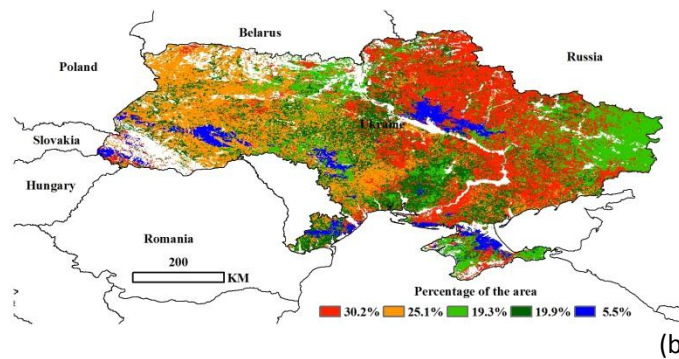 Belarus
Poland
Russia
Ukraine
Slovakia
Hungary
Romania
200
KM
Percentage of the area
30.2% 25.1% 19.3% 19.9% 5.5%
(b